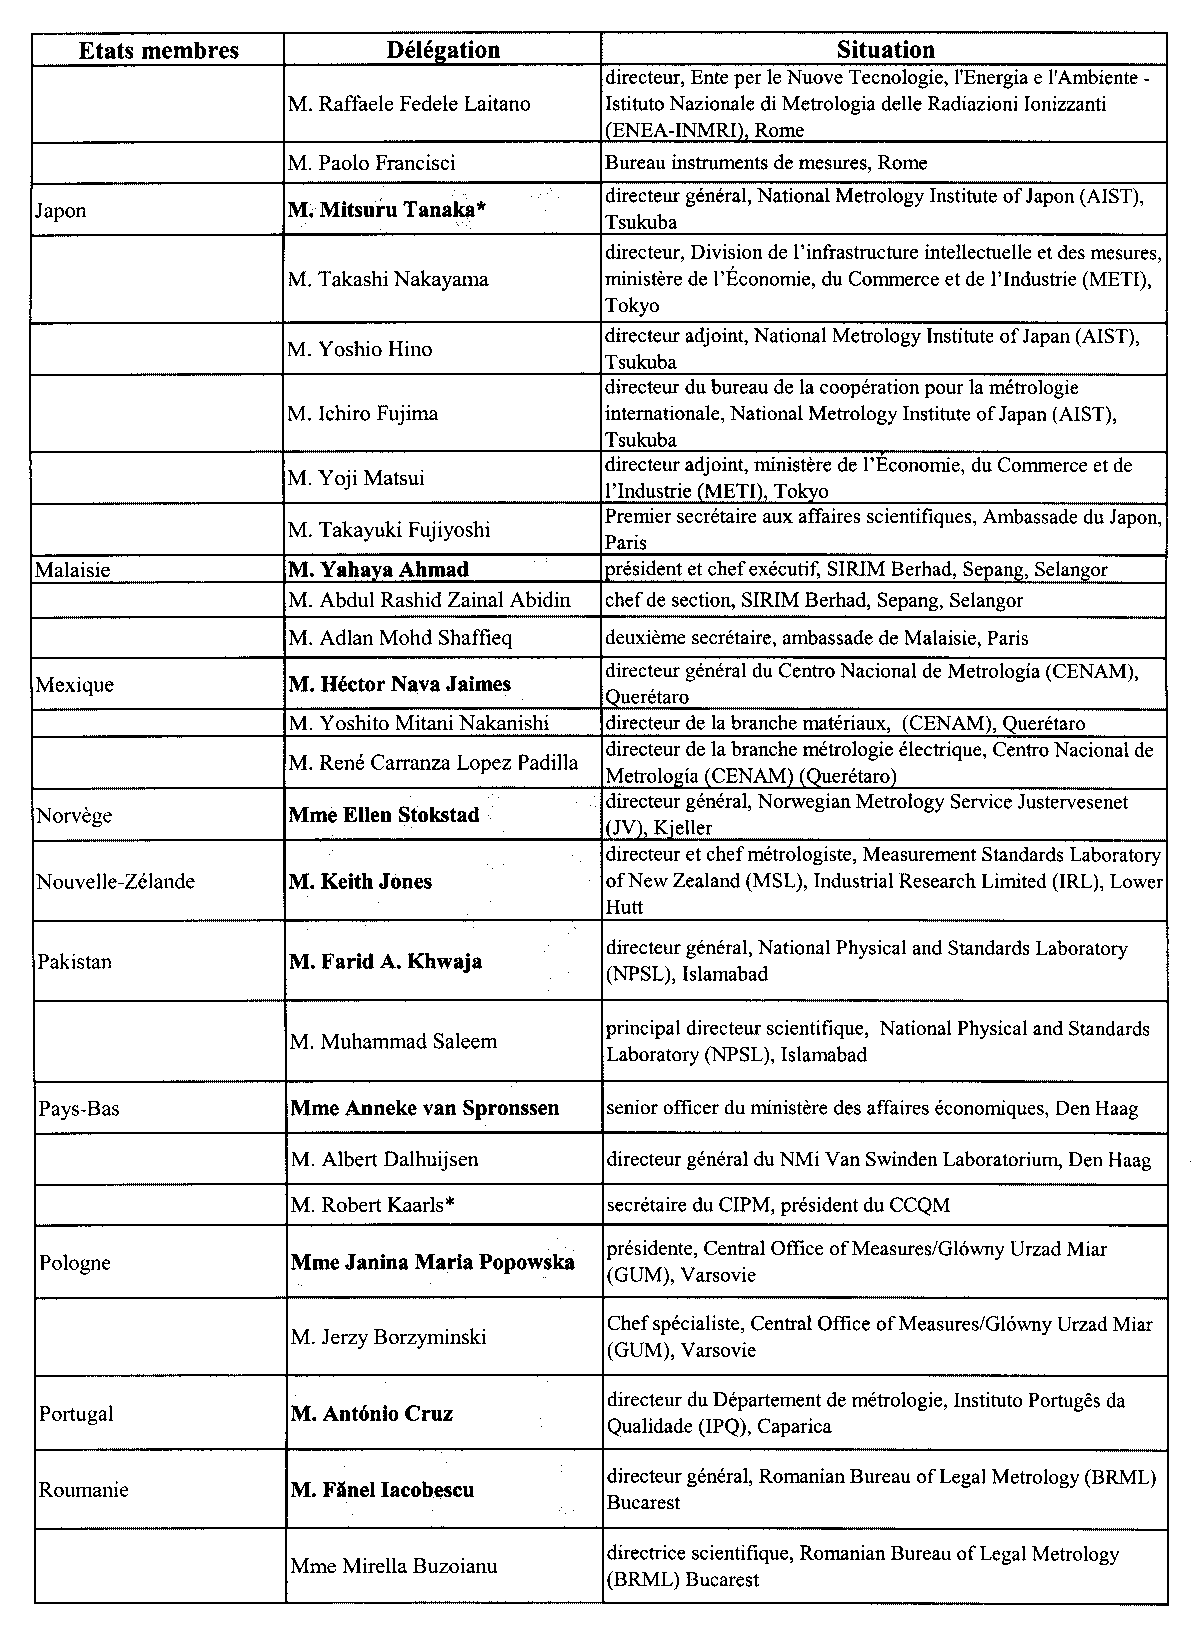 Etats membres Délégation Situation
M. Raffaele Fedele Laitano
directeur, Ente per le Nuove Tecnologie, l'Energia e l'Ambiente -
Istituto Nazionale di Metrologia delle Radiazioni Ionizzanti
(ENEA-INMRI), Rome
M. Paolo Francisci
Bureau instruments de mesures, Rome
Japon
M. Mitsuru Tanaka*
directeur général, National Metrology Institute of Japon (AIST),
Tsukuba
M. Takashi Nakayama
directeur, Division de l'infrastructure intellectuelle et des mesures,
ministère de l'Économie, du Commerce et de l'Industrie (METI),
Tokyo
M. Yoshio Hino
directeur adjoint, National Metrology Institute of Japan (AIST),
Tsukuba
M. Ichiro Fujima
directeur du bureau de la coopération pour la métrologie
internationale, National Metrology Institute of Japan (AIST),
Tsukuba
M. Yoji Matsui
directeur adjoint, ministère de l'Économie, du Commerce et de
l'Industrie (METI), Tokyo
M. Takayuki Fujiyoshi
Premier secrétaire aux affaires scientifiques, Ambassade du Japon,
Paris
Malaisie
M. Yahaya Ahmad
président et chef exécutif, SIRIM Berhad, Sepang, Selangor
M. Abdul Rashid Zainal Abidin
chef de section, SIRIM Berhad, Sepang, Selangor
M. Adlan Mohd Shaffieq
deuxième secrétaire, ambassade de Malaisie, Paris
Mexique
M. Héctor Nava Jaimes
directeur général du Centro Nacional de Metrología (CENAM),
Querétaro
M. Yoshito Mitani Nakanishi
directeur de la branche matériaux, (CENAM), Querétaro
M. René Carranza Lopez Padilla
directeur de la branche métrologie électrique, Centro Nacional de
Metrología (CENAM) (Querétaro)
Norvège
Mme Ellen Stokstad
directeur général, Norwegian Metrology Service Justervesenet
(JV), Kjeller
Nouvelle-Zélande
M. Keith Jones
directeur et chef métrologiste, Measurement Standards Laboratory
of New Zealand (MSL), Industrial Research Limited (IRL), Lower
Hutt
Pakistan
M. Farid A. Khwaja
directeur général, National Physical and Standards Laboratory
(NPSL), Islamabad
M. Muhammad Saleem
principal directeur scientifique, National Physical and Standards
Laboratory (NPSL), Islamabad
Pays-Bas
Mme Anneke van Spronssen
senior officer du ministère des affaires économiques, Den Haag
M. Albert Dalhuijsen
directeur général du NMi Van Swinden Laboratorium, Den Haag
M. Robert Kaarls*
secrétaire du CIPM, président du CCQM
Pologne
Mme Janina Maria Popowska
présidente, Central Office of Measures/Glówny Urzad Miar
(GUM), Varsovie
M. Jerzy Borzyminski
Chef spécialiste, Central Office of Measures/Glówny Urzad Miar
(GUM), Varsovie
Portugal
M. António Cruz
directeur du Département de métrologie, Instituto Portugês da
Qualidade (IPQ), Caparica
Roumanie
M. Fănel Iacobescu
directeur général, Romanian Bureau of Legal Metrology (BRML)
Bucarest
Mme Mirella Buzoianu
directrice scientifique, Romanian Bureau of Legal Metrology
(BRML) Bucarest